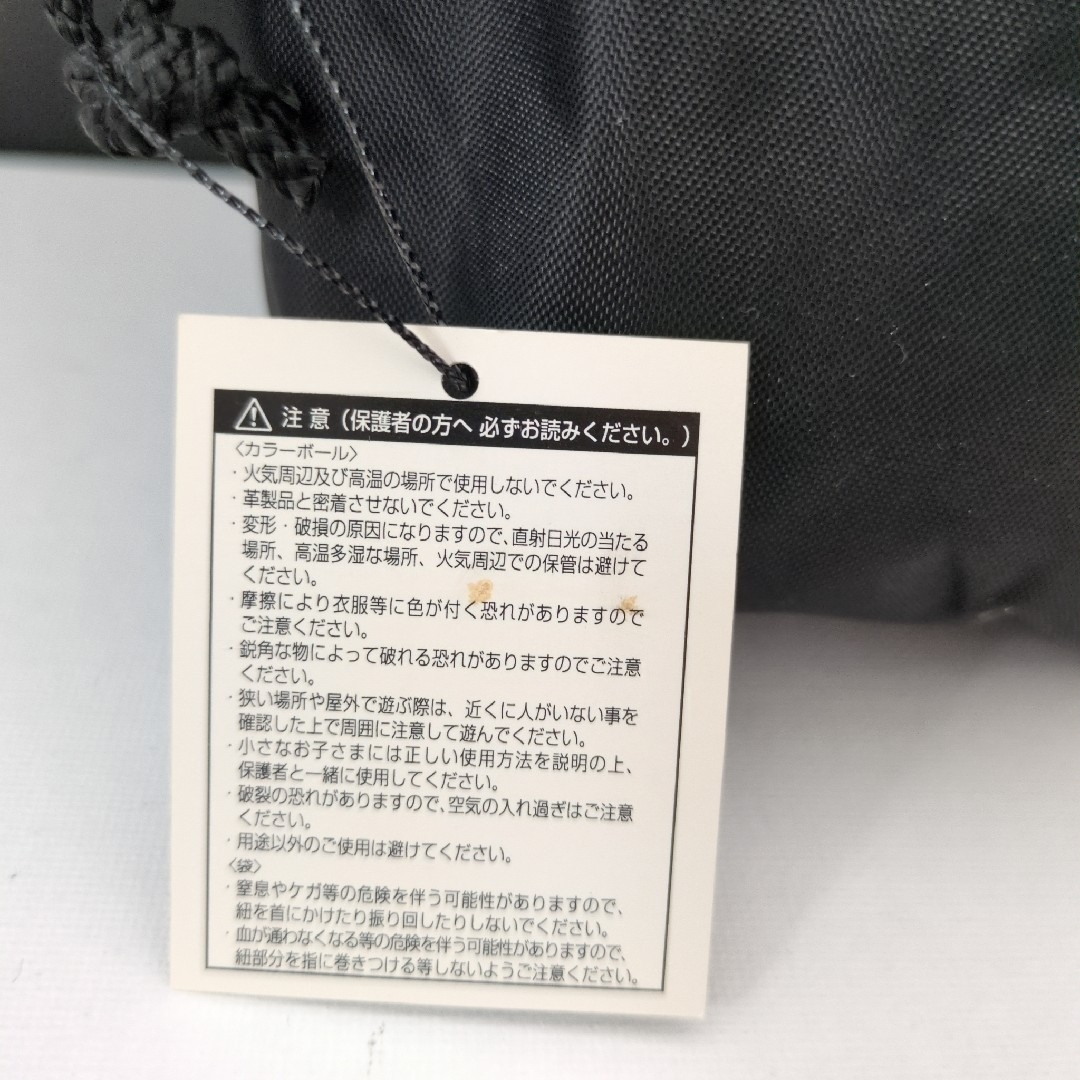 ⚠注意（保護者の方へ 必ずお読みください。）
〈カラーボール〉
・火気周辺及び高温の場所で使用しないでください。
・革製品と密着させないでください。
・変形・破損の原因になりますので、直射日光の当たる
場所、高温多湿な場所、火気周辺での保管は避けて
ください。
・摩擦により衣服等に色が付く恐れがありますので
ご注意ください。
・鋭角な物によって破れる恐れがありますのでご注意
ください。
・狭い場所や屋外で遊ぶ際は、近くに人がいない事を
確認した上で周囲に注意して遊んでください。
・小さなお子さまには正しい使用方法を説明の上、
保護者と一緒に使用してください。
・破裂の恐れがありますので、空気の入れ過ぎはご注意
ください。
・用途以外のご使用は避けてください。
〈袋〉
・窒息やケガ等の危険を伴う可能性がありますので、
紐を首にかけたり振り回したりしないでください。
・血が通わなくなる等の危険を伴う可能性がありますので、
紐部分を指に巻きつける等しないようご注意ください。